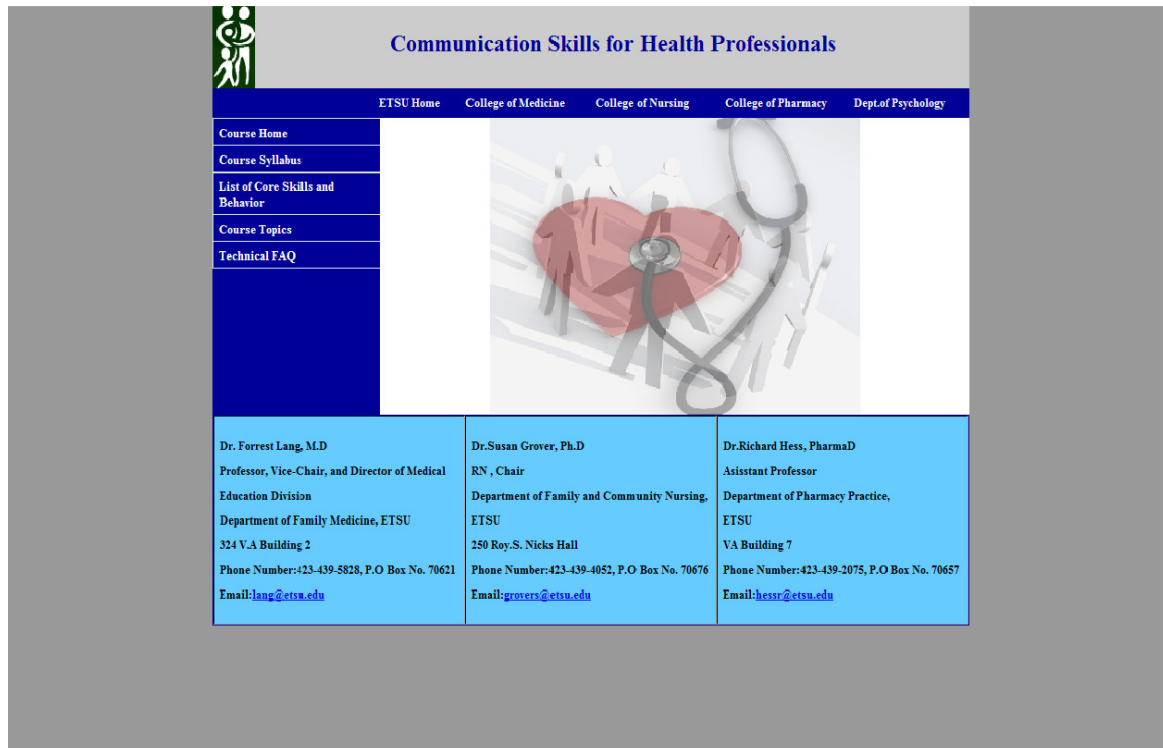 Communication Skills for Health Professionals
ETSU Home College of Medicine College of Nursing College of Pharmacy Dept.of Psychology
Course Home
Course Syllabus
List of Core Skills and
Behavior
Course Topics
Technical FAQ
Dr. Forrest Lang, M.D
Professor, Vice-Chair, and Director of Medical
Education Division
Department of Family Medicine, ETSU
324 V.A Building 2
Phone Number:423-439-5828, P.O Box No. 70621
Email:lang@etsu.edu
Dr.Susan Grover, Ph.D
RN , Chair
Department of Family and Community Nursing,
ETSU
250 Roy.S. Nicks Hall
Phone Number:423-439-4052, P.O Box No. 70676
Email:grovers@etsu.edu
Dr.Richard Hess, PharmaD
Asisstant Professor
Department of Pharmacy Practice,
ETSU
VA Building 7
Phone Number:423-439-2075, P.O Box No. 70657
Email:hessr@etsu.edu